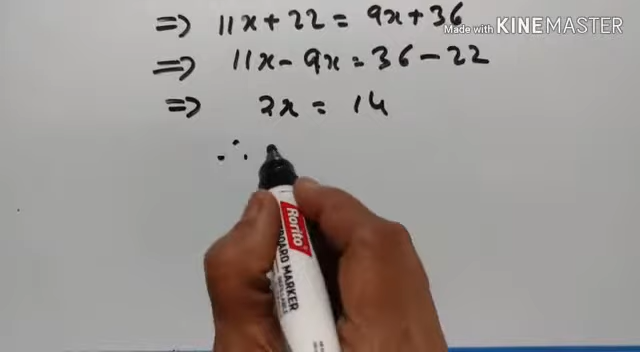 ⇒ 11x + 22 = 9x + 36
Made with KINEMASTER
⇒ 11x - 9x = 36 - 22
⇒ 2x = 14
∴
Rorito
BOARD MARKER